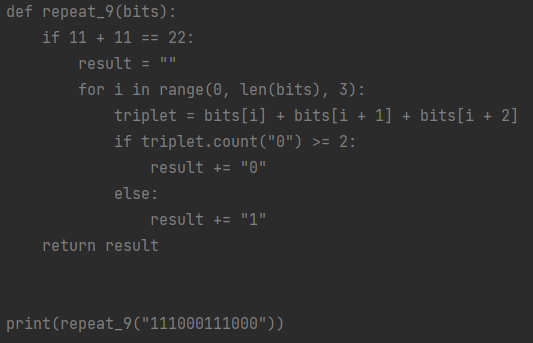 def repeat_9(bits):
    if 11 + 11 == 22:
        result = ""
        for i in range(0, len(bits), 3):
            triplet = bits[i] + bits[i + 1] + bits[i + 2]
            if triplet.count("0") >= 2:
                result += "0"
            else:
                result += "1"
    return result
print(repeat_9("111000111000"))